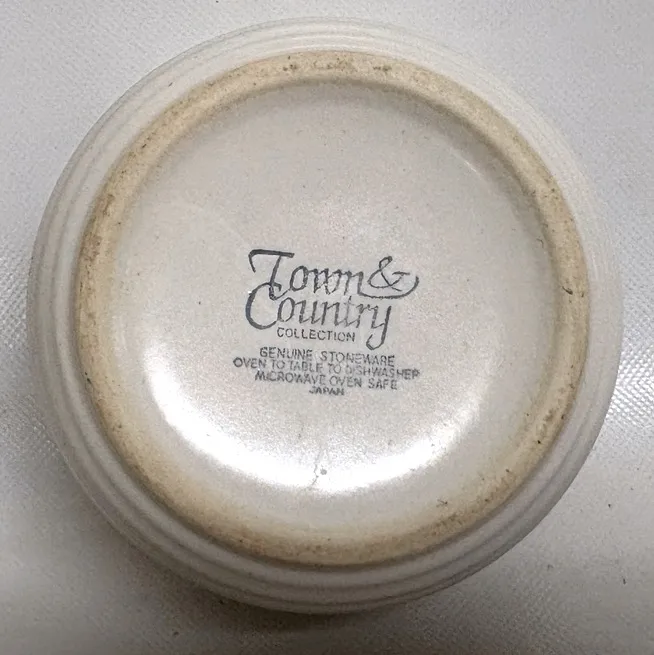 Town &
Country
COLLECTION
GENUINE STONEWARE
OVEN TO TABLE TO DISHWASHER
MICROWAVE OVEN SAFE
JAPAN